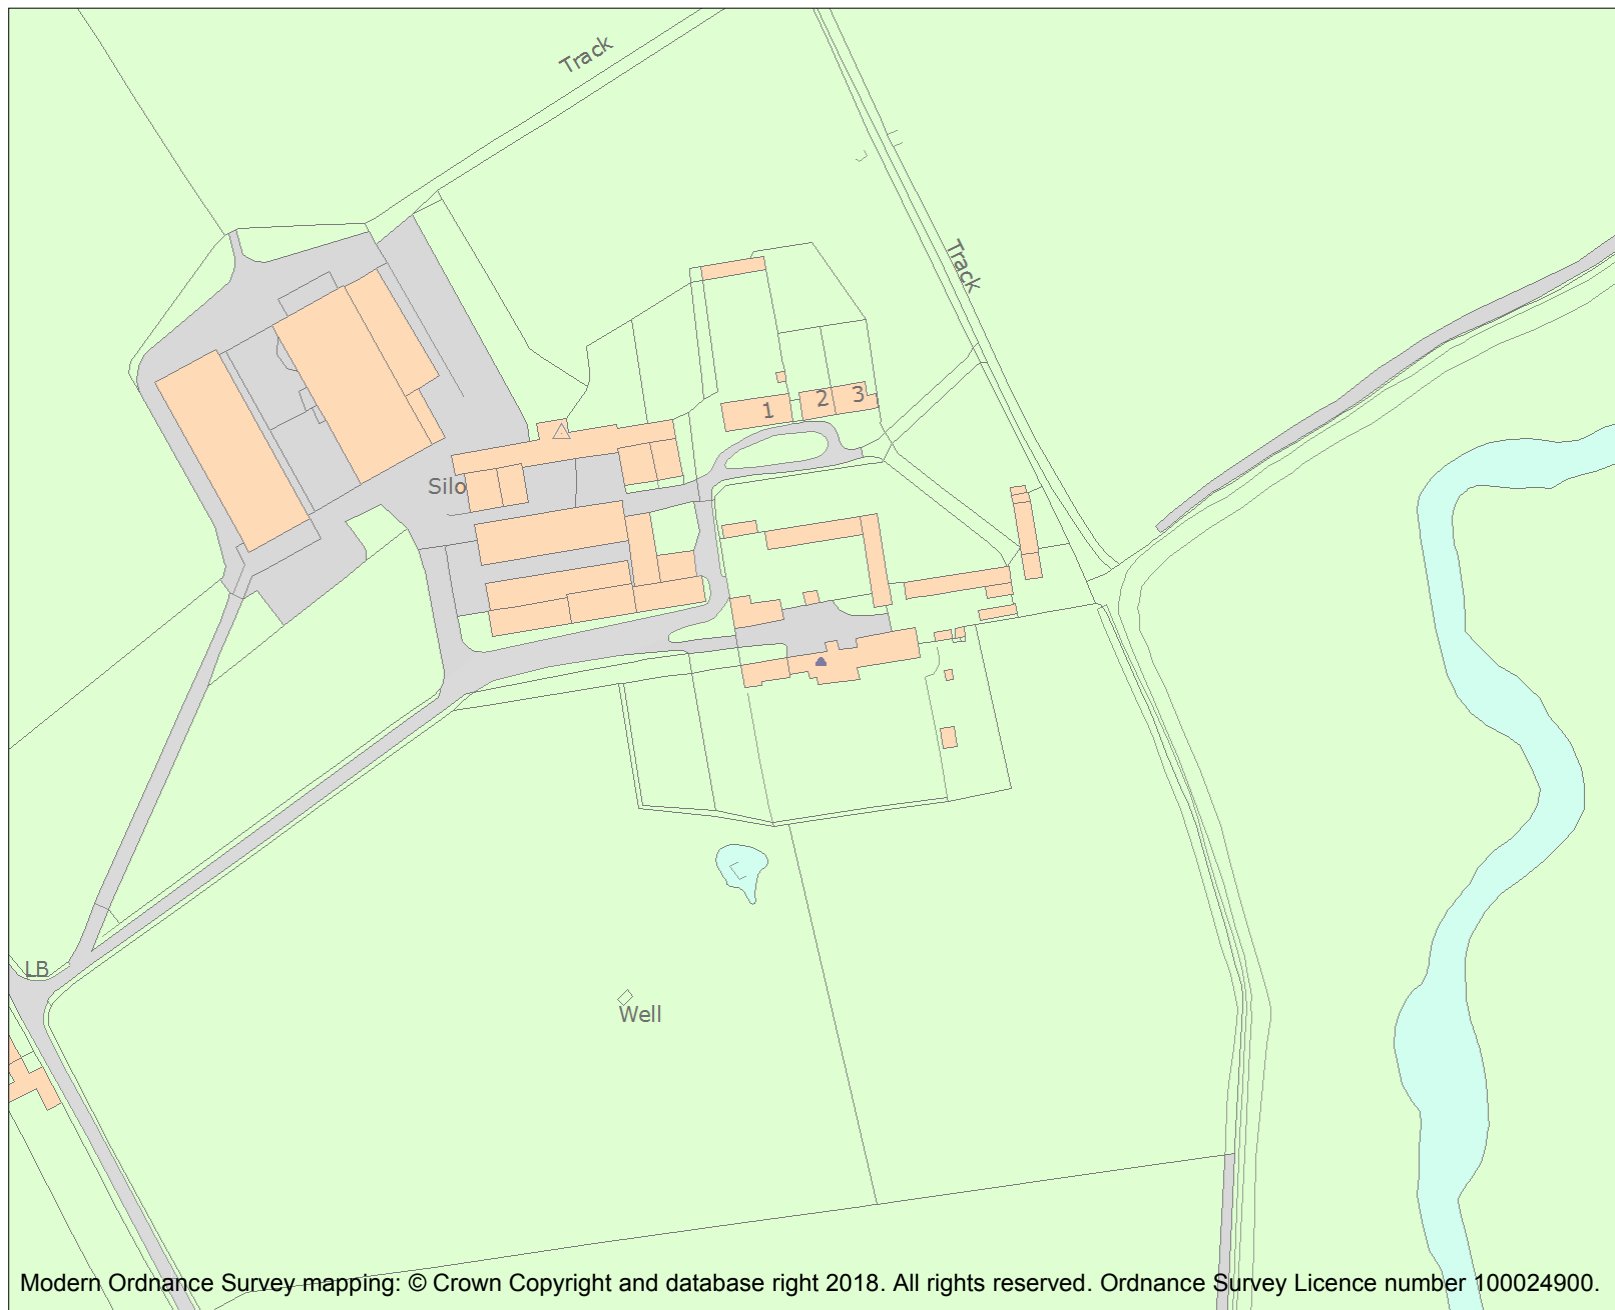 Track
Track
1
2
3
Silo
LB
Well
Modern Ordnance Survey mapping: © Crown Copyright and database right 2018. All rights reserved. Ordnance Survey Licence number 100024900.